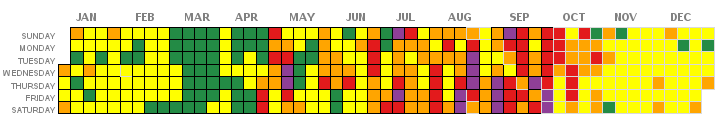 JAN FEB MAR APR MAY JUN JUL AUG SEP OCT NOV DEC
SUNDAY
MONDAY
TUESDAY
WEDNESDAY
THURSDAY
FRIDAY
SATURDAY